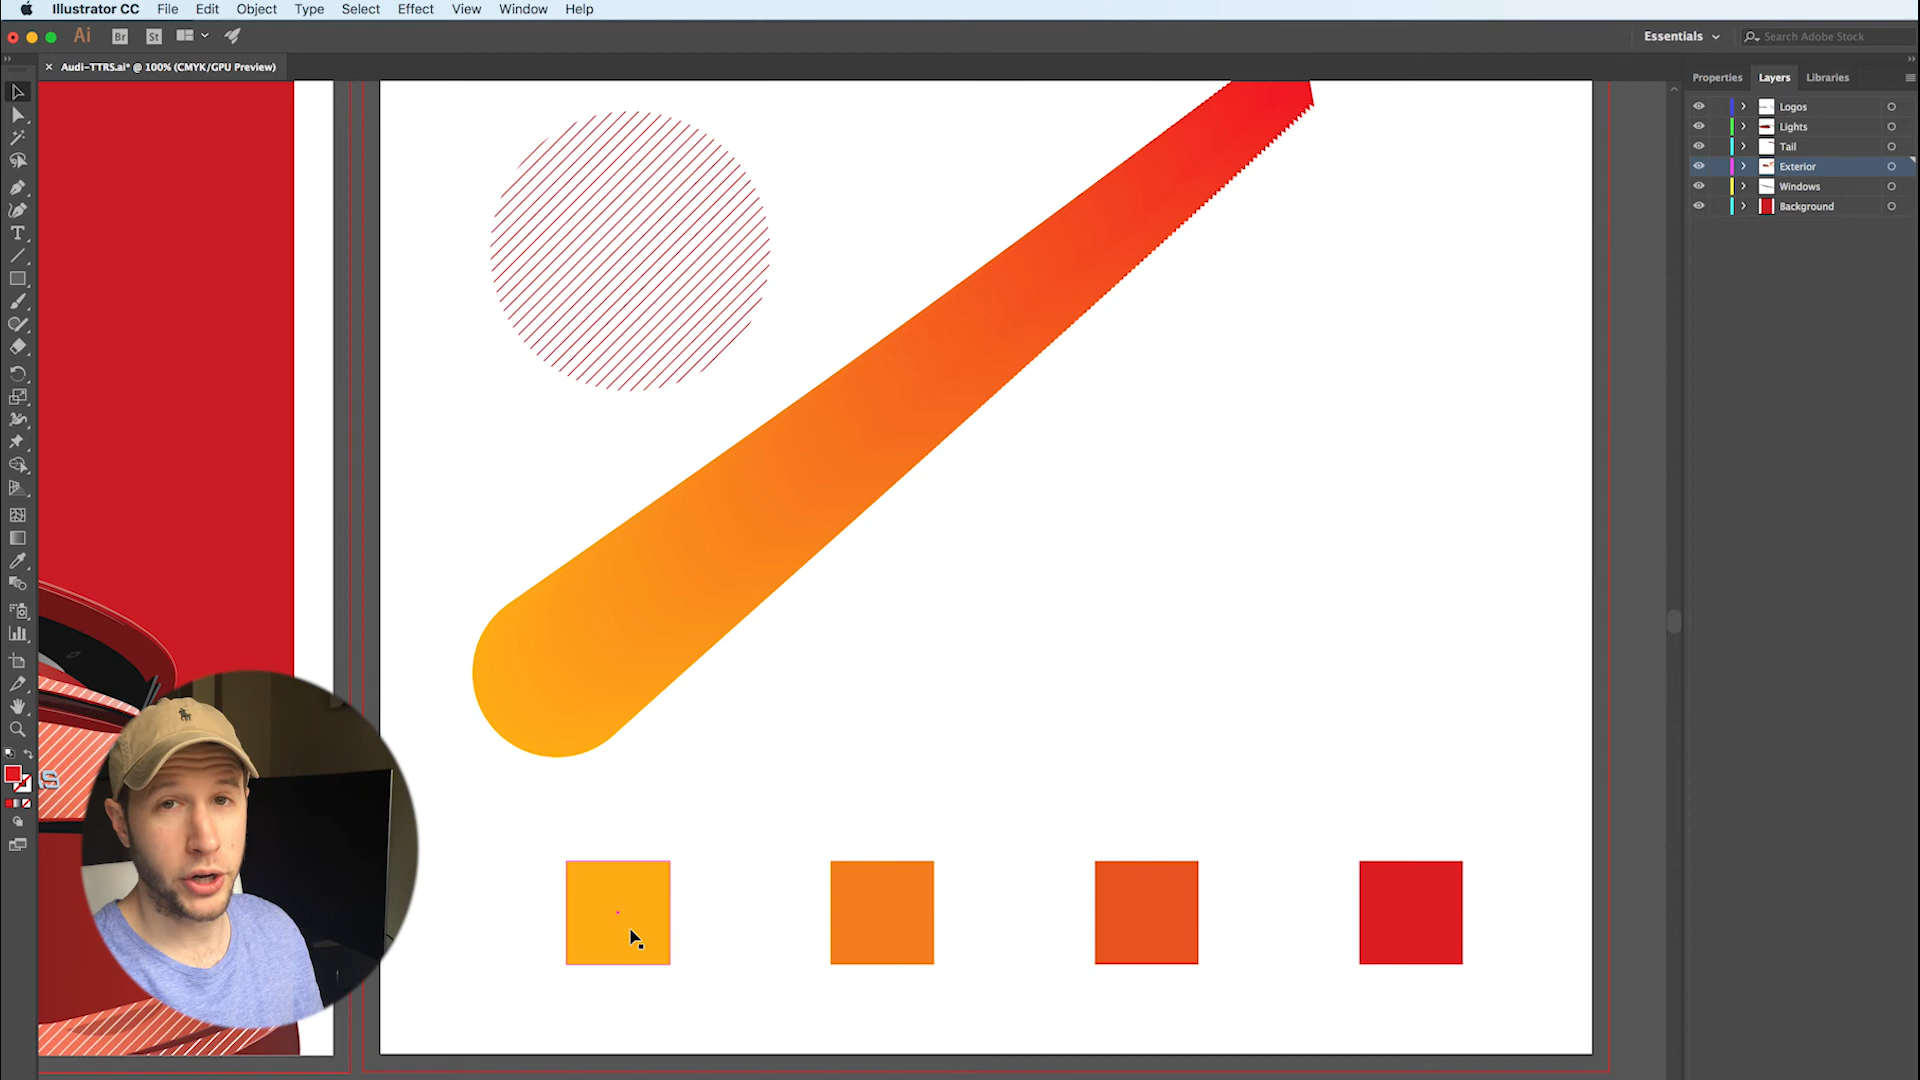 Illustrator CC File Edit Object Type Select Effect View Window Help
Ai Br St Essentials Search Adobe Stock
× Audi-TTRS.ai* @ 100% (CMYK/GPU Preview)
Properties Layers Libraries
Logos
Lights
Tail
Exterior
Windows
Background